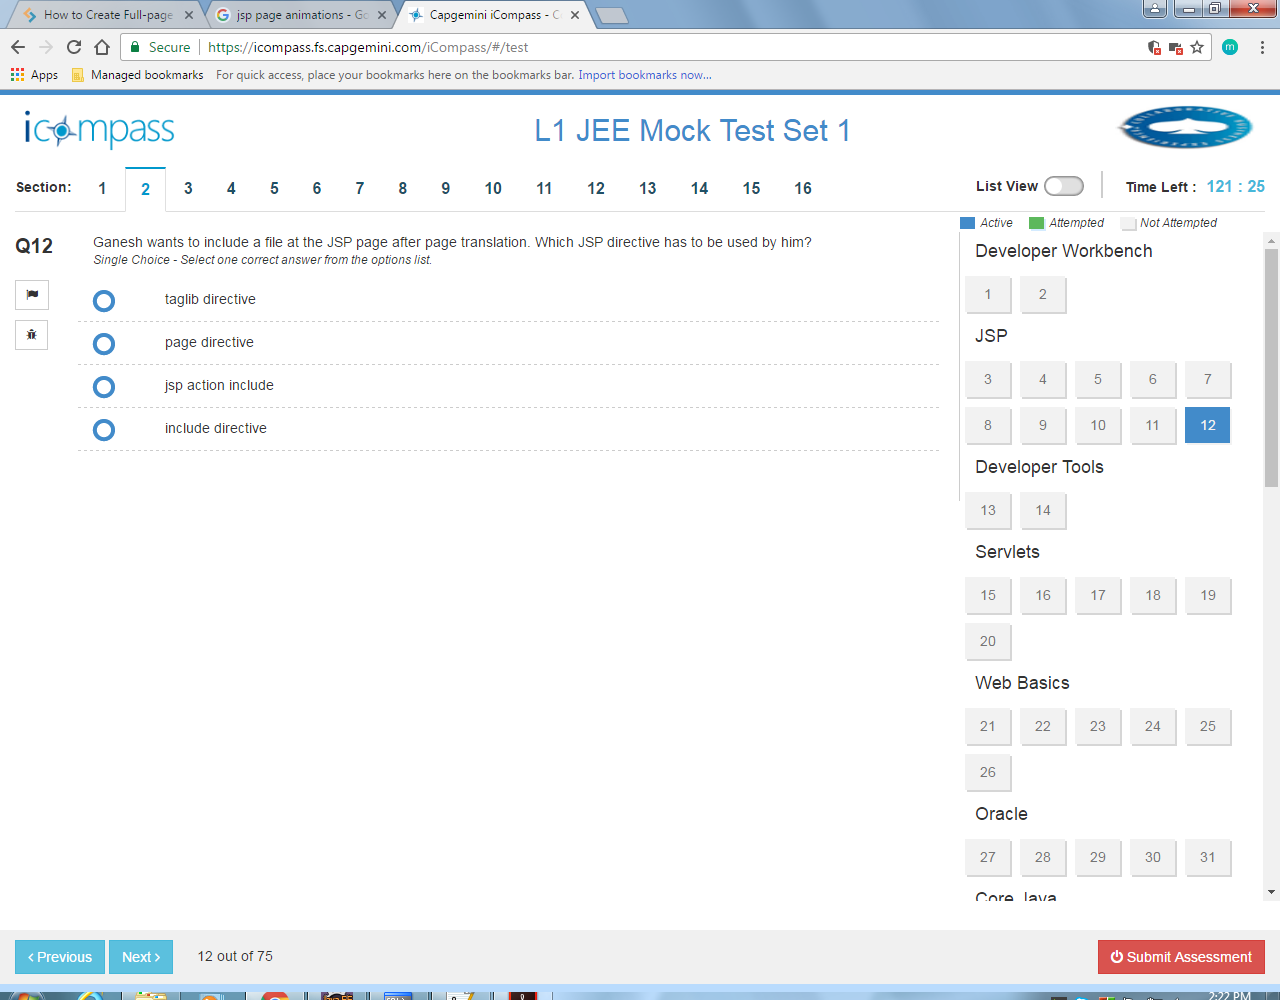 How to Create Full-page
jsp page animations - Go
Capgemini iCompass - C
Secure
https://icompass.fs.capgemini.com/iCompass/#/test
m
Apps
Managed bookmarks
For quick access, place your bookmarks here on the bookmarks bar. Import bookmarks now...
icompass
L1 JEE Mock Test Set 1
Section: 1 2 3 4 5 6 7 8 9 10 11 12 13 14 15 16
List View
Time Left : 121 : 25
Active Attempted Not Attempted
Q12
Ganesh wants to include a file at the JSP page after page translation. Which JSP directive has to be used by him?
Single Choice - Select one correct answer from the options list.
taglib directive
page directive
jsp action include
include directive
Developer Workbench
1 2
JSP
3 4 5 6 7
8 9 10 11 12
Developer Tools
13 14
Servlets
15 16 17 18 19
20
Web Basics
21 22 23 24 25
26
Oracle
27 28 29 30 31
Core Java
‹ Previous
Next ›
12 out of 75
Submit Assessment
2:22 PM